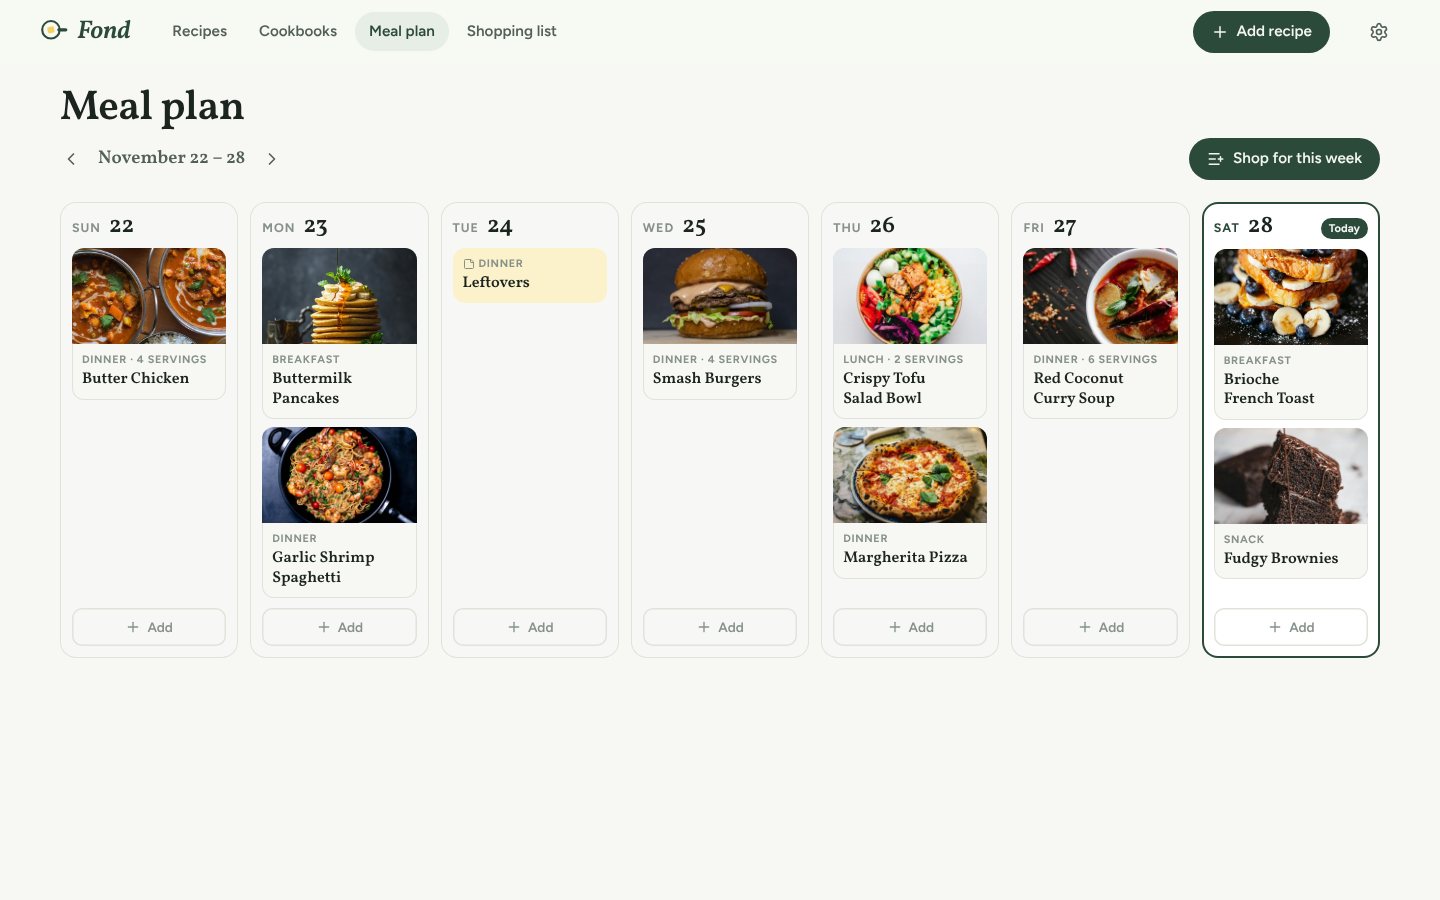 Fond
Recipes
Cookbooks
Meal plan
Shopping list
Add recipe
Meal plan
November 22 – 28
Shop for this week
SUN 22
DINNER · 4 SERVINGS
Butter Chicken
Add
MON 23
BREAKFAST
Buttermilk
Pancakes
DINNER
Garlic Shrimp
Spaghetti
Add
TUE 24
DINNER
Leftovers
Add
WED 25
DINNER · 4 SERVINGS
Smash Burgers
Add
THU 26
LUNCH · 2 SERVINGS
Crispy Tofu
Salad Bowl
DINNER
Margherita Pizza
Add
FRI 27
DINNER · 6 SERVINGS
Red Coconut
Curry Soup
Add
SAT 28
Today
BREAKFAST
Brioche
French Toast
SNACK
Fudgy Brownies
Add